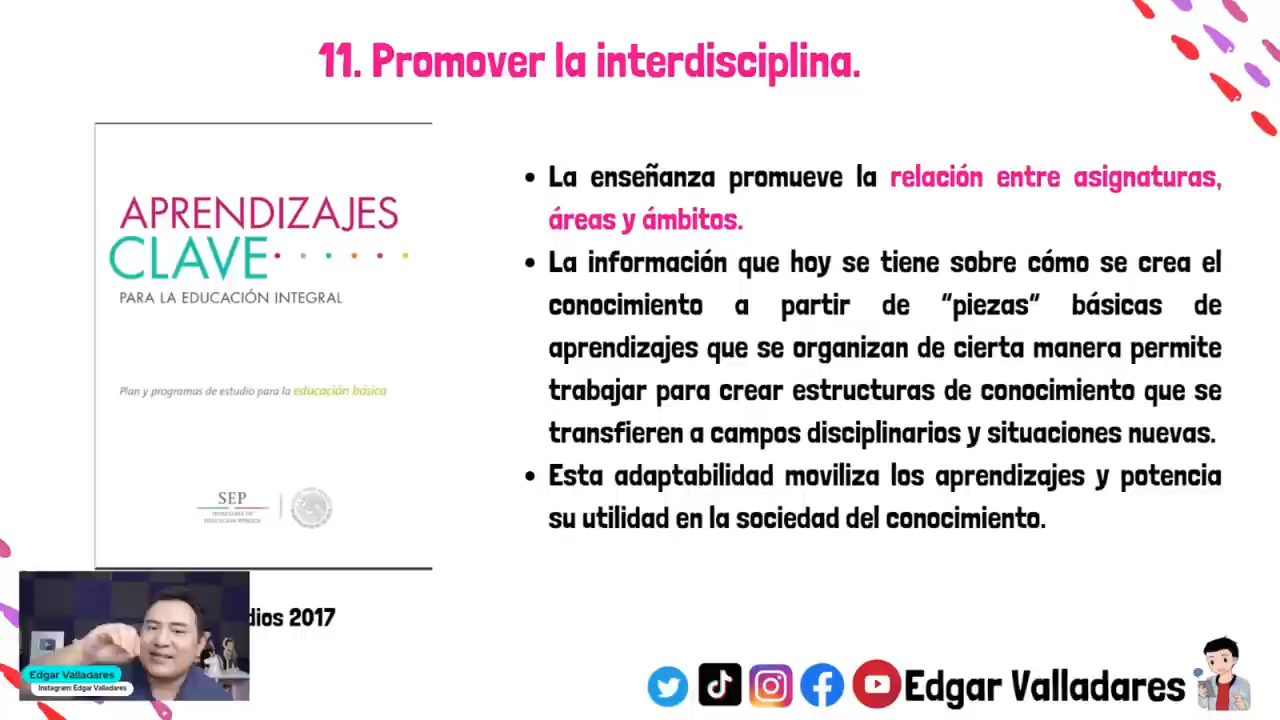 11. Promover la interdisciplina.
APRENDIZAJES
CLAVE
PARA LA EDUCACIÓN INTEGRAL
Plan y programas de estudio para la educación básica
SEP
SECRETARÍA DE
EDUCACIÓN PÚBLICA
• La enseñanza promueve la relación entre asignaturas,
áreas y ámbitos.
• La información que hoy se tiene sobre cómo se crea el
conocimiento a partir de “piezas” básicas de
aprendizajes que se organizan de cierta manera permite
trabajar para crear estructuras de conocimiento que se
transfieren a campos disciplinarios y situaciones nuevas.
• Esta adaptabilidad moviliza los aprendizajes y potencia
su utilidad en la sociedad del conocimiento.
2017
Edgar Valladares
Instagram: Edgar Valladares
Edgar Valladares